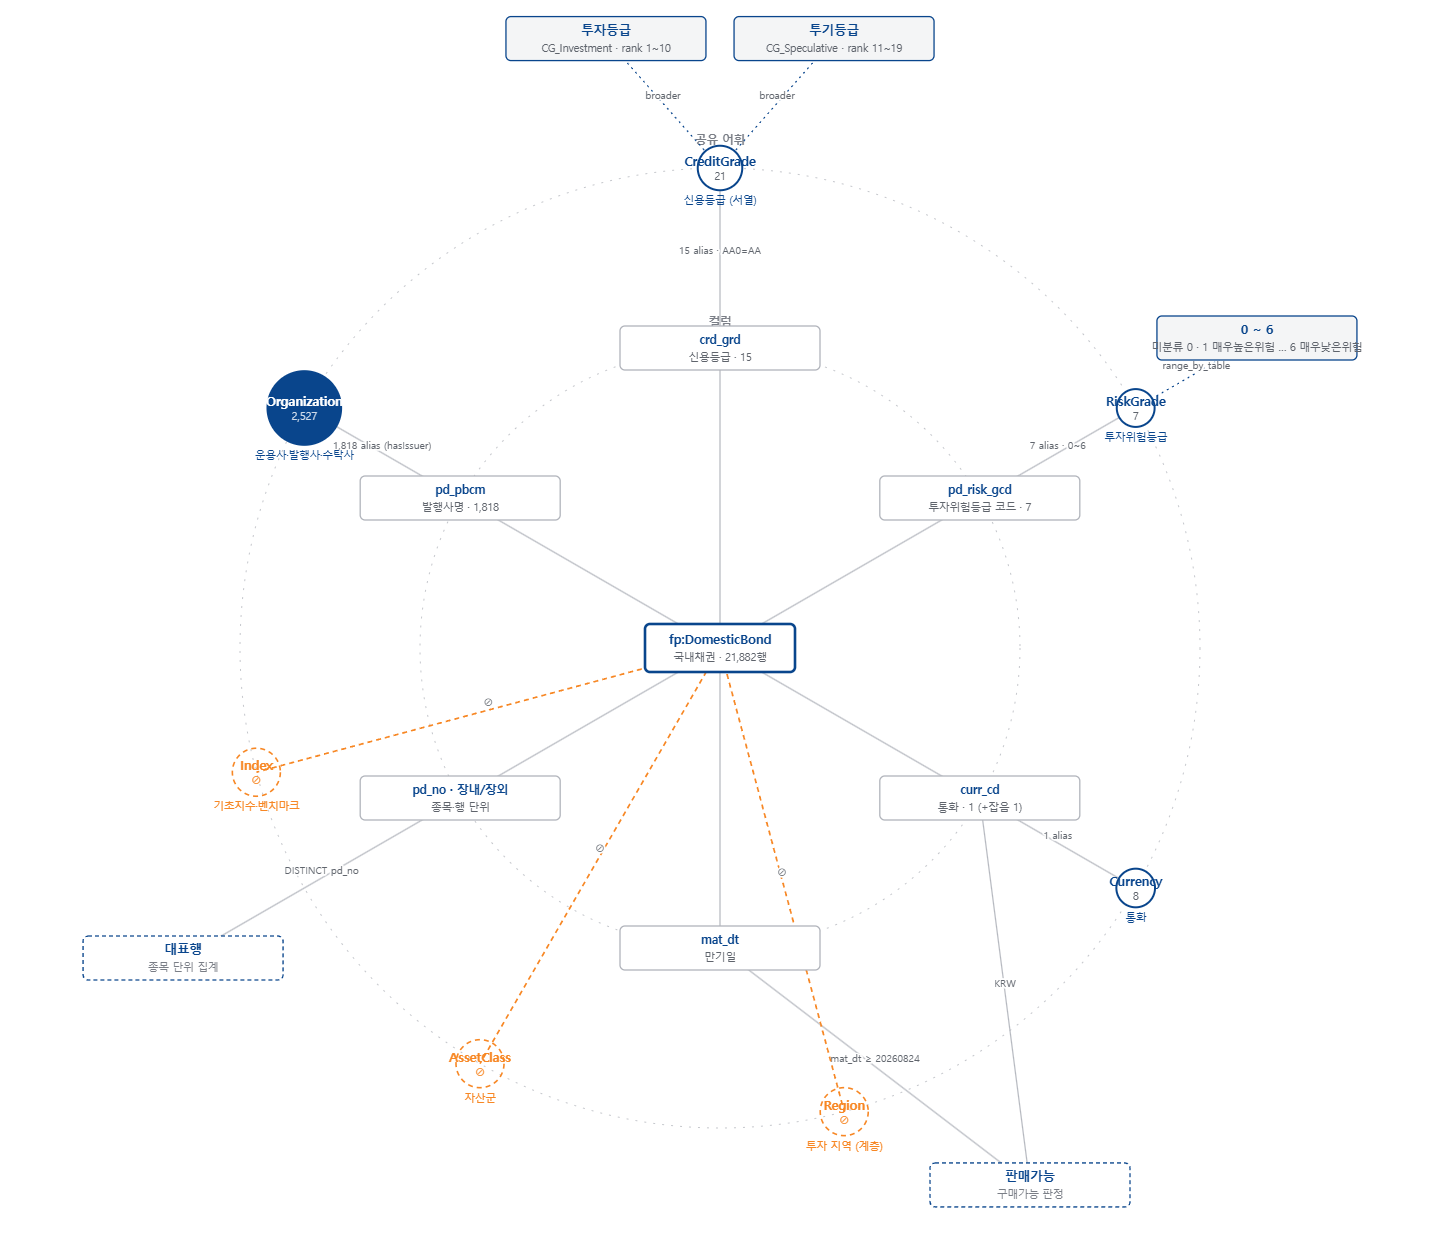 투자등급
CG_Investment · rank 1~10
투기등급
CG_Speculative · rank 11~19
broader
broader
공유 어휘
CreditGrade
21
신용등급 (서열)
15 alias · AA0=AA
컬럼
crd_grd
신용등급 · 15
0 ~ 6
미분류 0 · 1 매우높은위험 ... 6 매우낮은위험
range_by_table
Organization
2,527
운용사·발행사·수탁사
1,818 alias (hasIssuer)
RiskGrade
7
투자위험등급
7 alias · 0~6
pd_pbcm
발행사명 · 1,818
pd_risk_gcd
투자위험등급 코드 · 7
fp:DomesticBond
국내채권 · 21,882행
⊘
Index
⊘
기초지수·벤치마크
pd_no · 장내/장외
종목·행 단위
curr_cd
통화 · 1 (+잡음 1)
1 alias
⊘
⊘
DISTINCT pd_no
Currency
8
통화
대표행
종목 단위 집계
mat_dt
만기일
KRW
AssetClass
⊘
자산군
mat_dt ≥ 20260824
Region
⊘
투자 지역 (계층)
판매가능
구매가능 판정